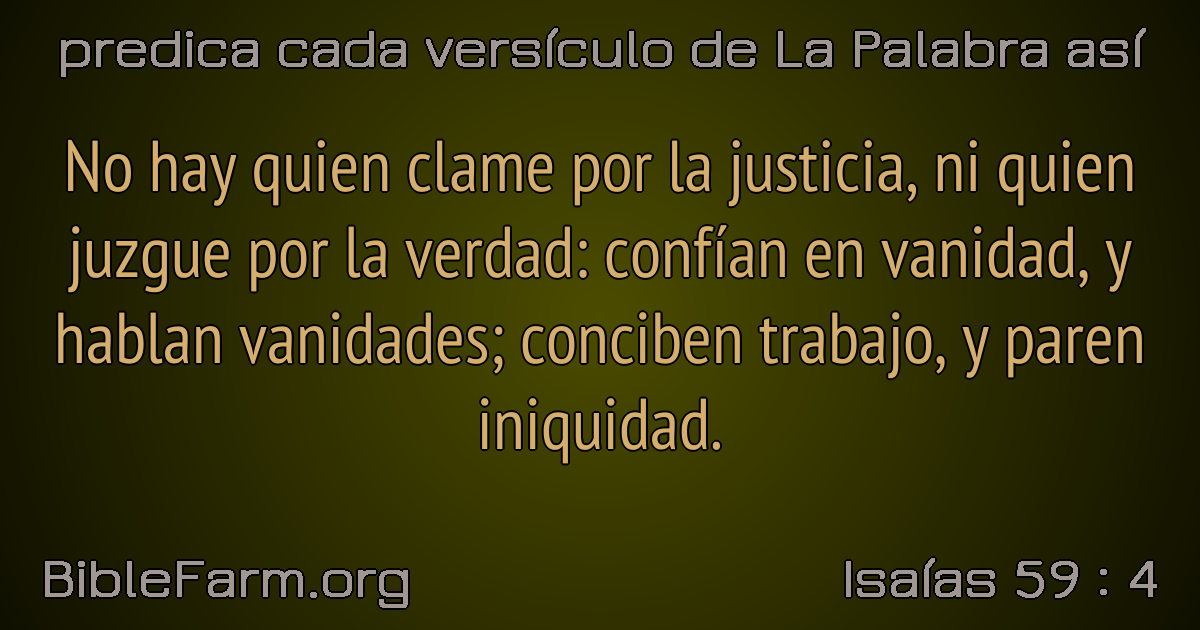 predica cada versículo de La Palabra así
No hay quien clame por la justicia, ni quien
juzgue por la verdad: confían en vanidad, y
hablan vanidades; conciben trabajo, y paren
iniquidad.
BibleFarm.org
Isaías 59 : 4